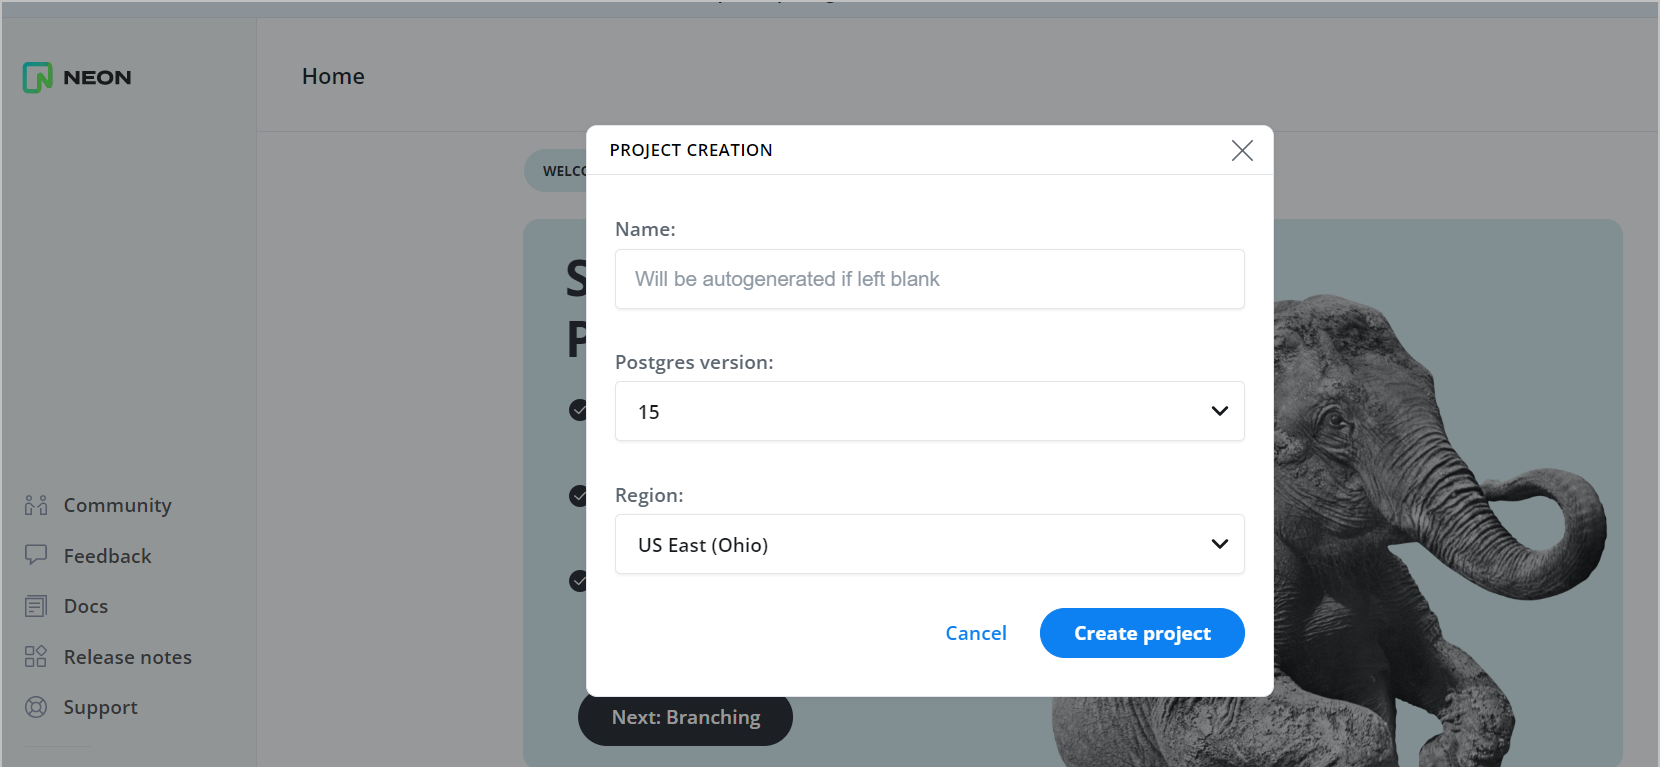 NEON
Home
PROJECT CREATION
WELCO
Name:
Will be autogenerated if left blank
S
P
Postgres version:
15
Region:
US East (Ohio)
Cancel
Create project
Next: Branching
Community
Feedback
Docs
Release notes
Support